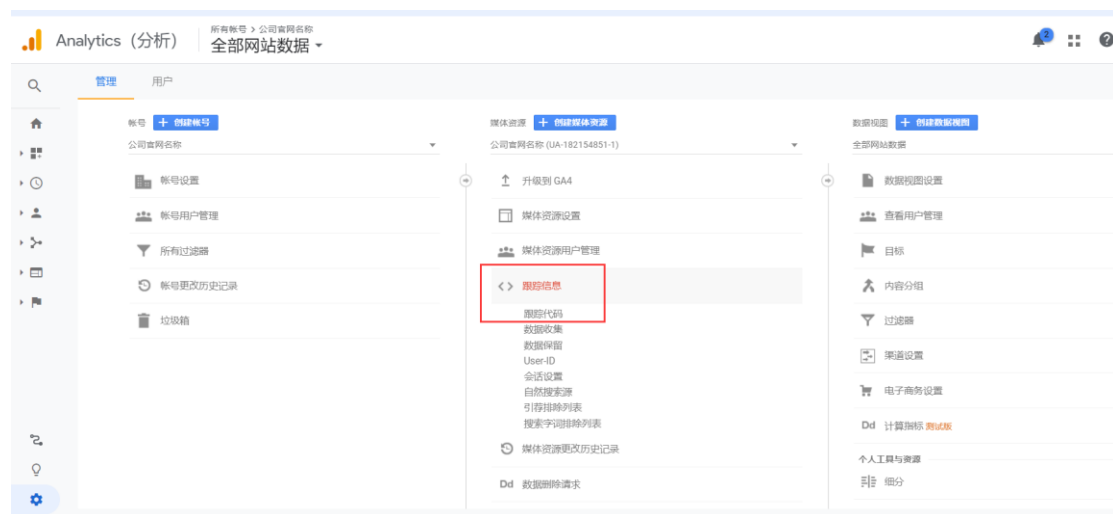 所有帐号 > 公司官网名称
Analytics（分析）
全部网站数据
2
管理
用户
帐号
+ 创建帐号
公司官网名称
帐号设置
帐号用户管理
所有过滤器
帐号更改历史记录
垃圾箱
媒体资源
+ 创建媒体资源
公司官网名称 (UA-182154851-1)
升级到 GA4
媒体资源设置
媒体资源用户管理
跟踪信息
跟踪代码
数据收集
数据保留
User-ID
会话设置
自然搜索源
引荐排除列表
搜索字词排除列表
媒体资源更改历史记录
Dd 数据删除请求
数据视图
+ 创建数据视图
全部网站数据
数据视图设置
查看用户管理
目标
内容分组
过滤器
渠道设置
电子商务设置
Dd 计算指标 测试版
个人工具与资源
细分